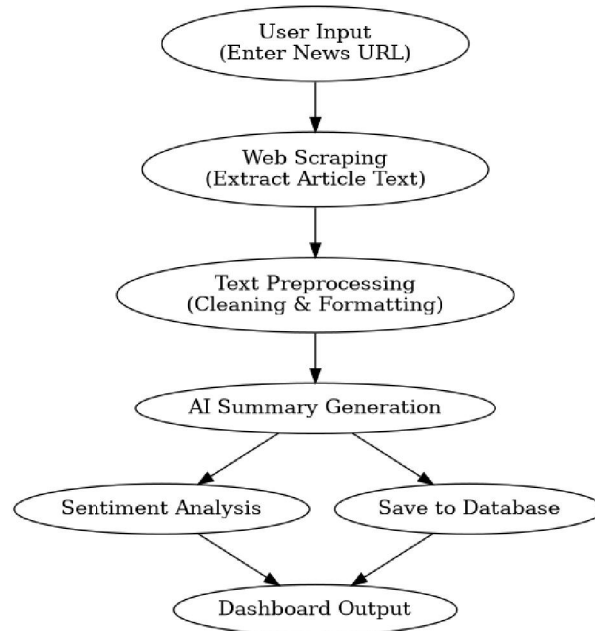 User Input
(Enter News URL)
Web Scraping
(Extract Article Text)
Text Preprocessing
(Cleaning & Formatting)
AI Summary Generation
Sentiment Analysis
Save to Database
Dashboard Output